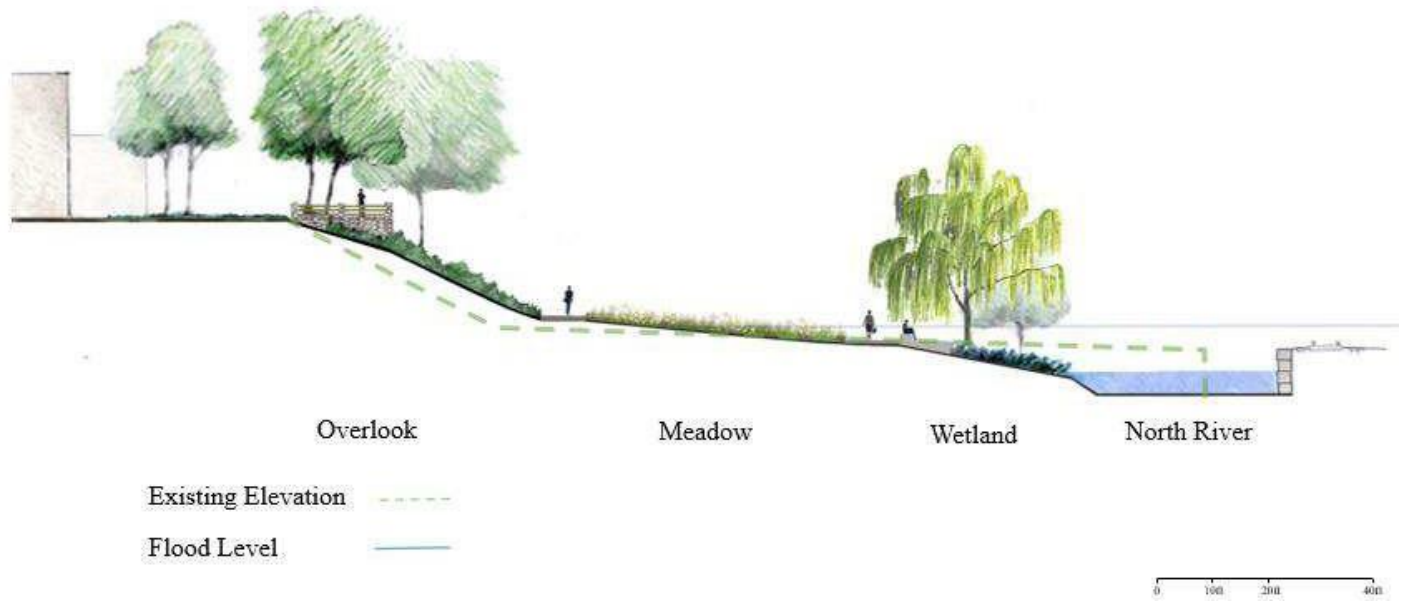 Overlook
Meadow
Wetland
North River
Existing Elevation
Flood Level
0 10ft 20ft 40ft